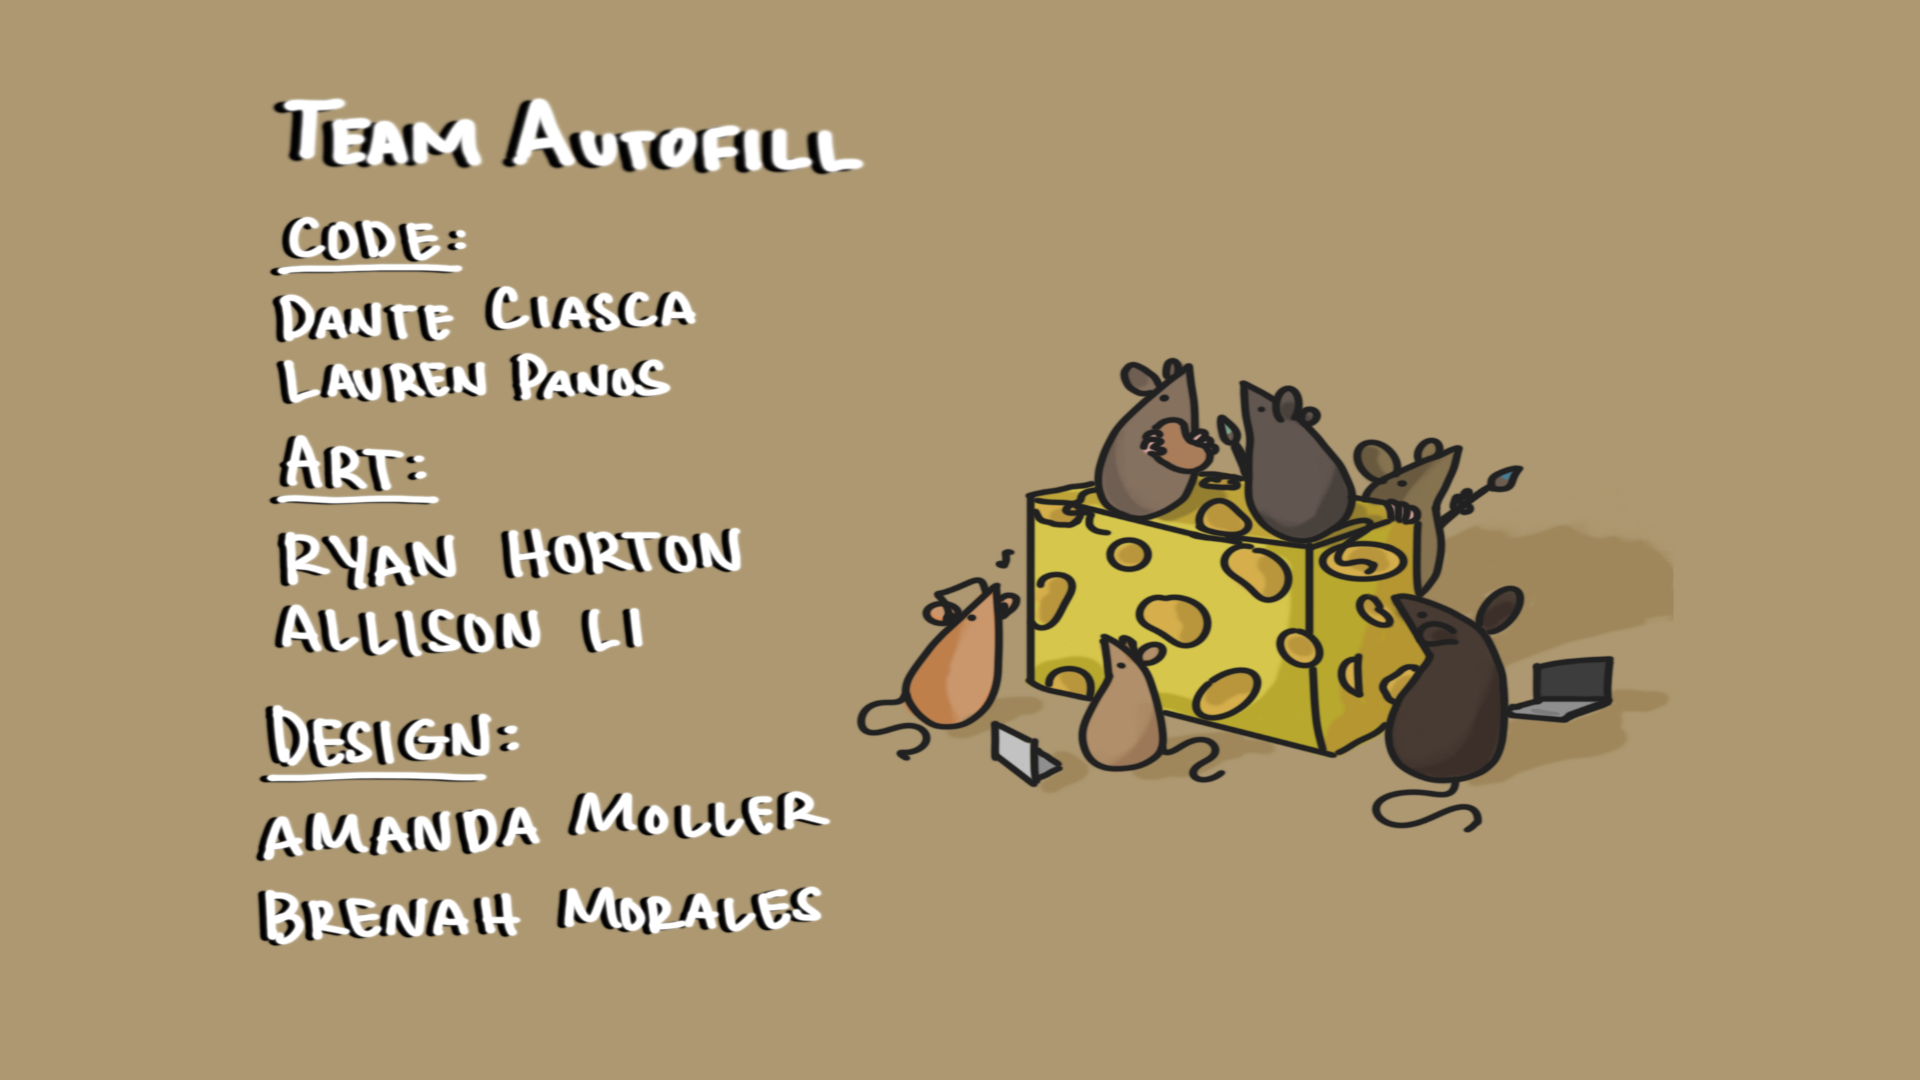 TEAM AUTOFILL
CODE:
DANTE CIASCA
LAUREN PANOS
ART:
RYAN HORTON
ALLISON LI
DESIGN:
AMANDA MOLLER
BRENAH MORALES